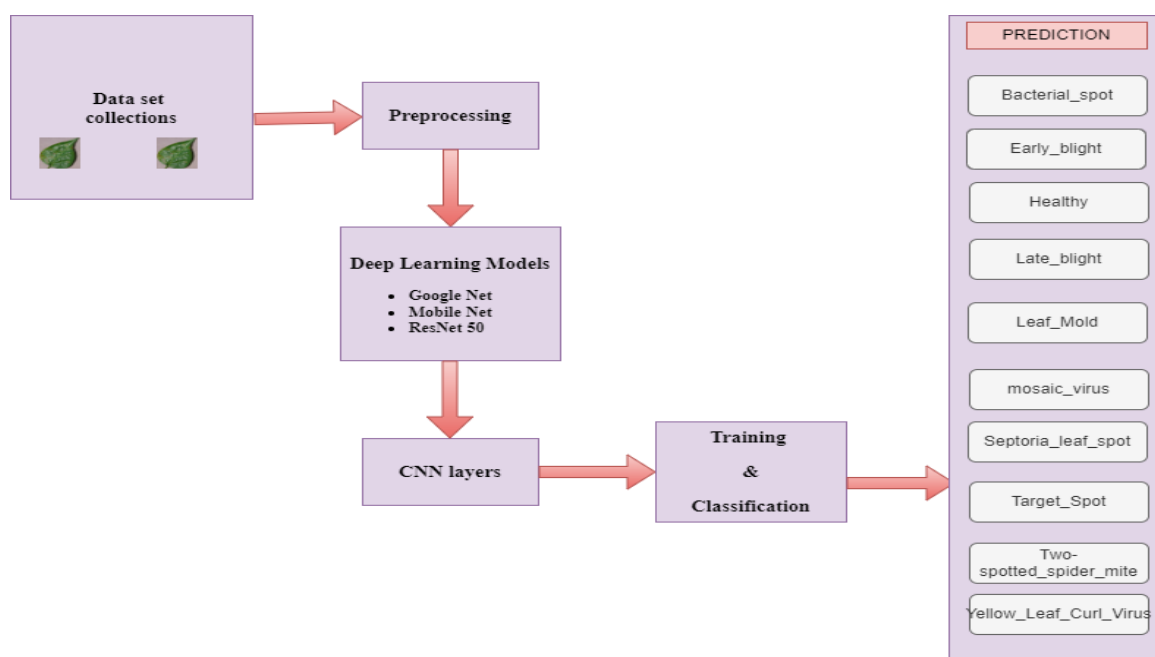 Data set
collections
Preprocessing
Deep Learning Models
• Google Net
• Mobile Net
• ResNet 50
CNN layers
Training
&
Classification
PREDICTION
Bacterial_spot
Early_blight
Healthy
Late_blight
Leaf_Mold
mosaic_virus
Septoria_leaf_spot
Target_Spot
Two-
spotted_spider_mite
Yellow_Leaf_Curl_Virus